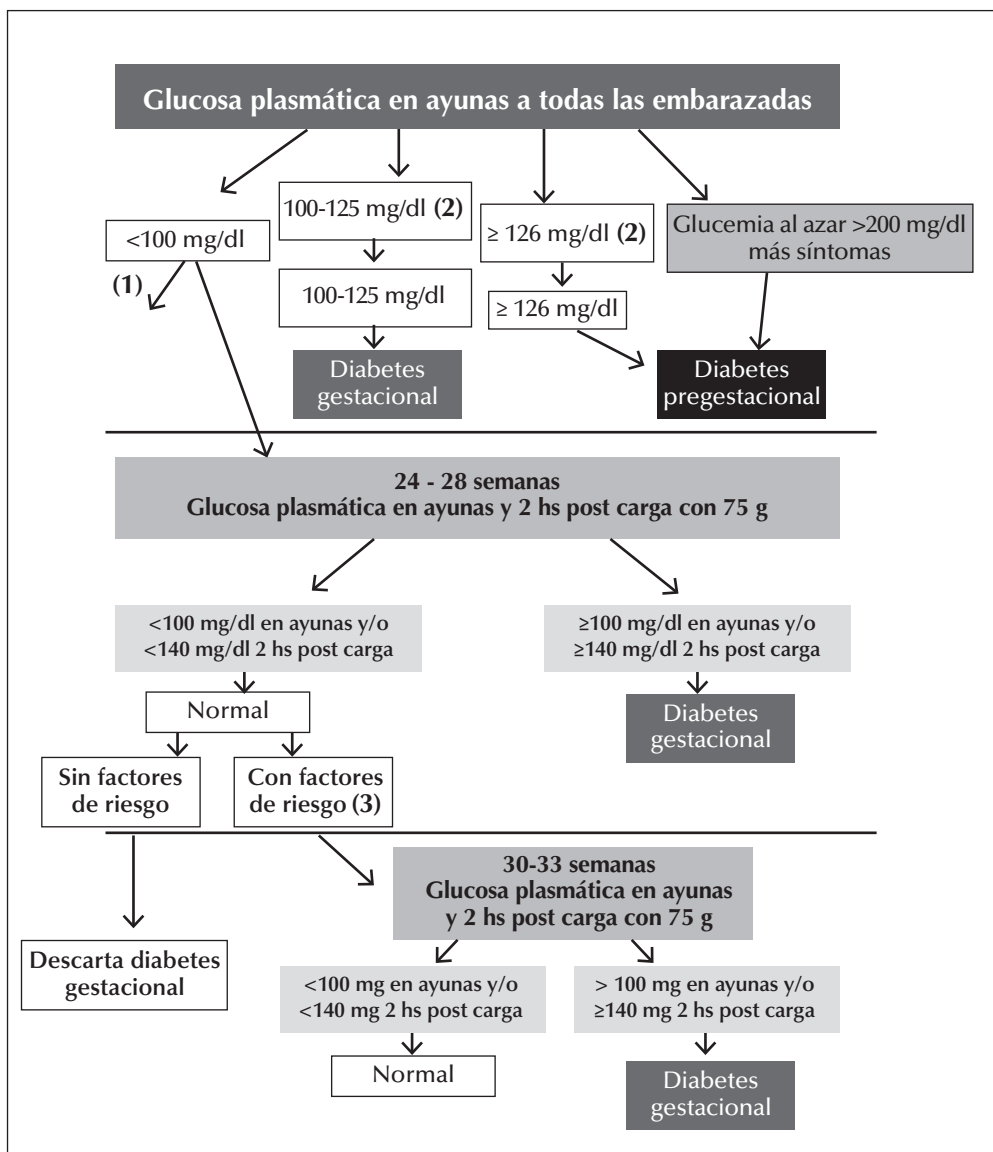 Glucosa plasmática en ayunas a todas las embarazadas
<100 mg/dl
(1)
100-125 mg/dl (2)
100-125 mg/dl
Diabetes
gestacional
≥ 126 mg/dl (2)
≥ 126 mg/dl
Glucemia al azar >200 mg/dl
más síntomas
Diabetes
pregestacional
24 - 28 semanas
Glucosa plasmática en ayunas y 2 hs post carga con 75 g
<100 mg/dl en ayunas y/o
<140 mg/dl 2 hs post carga
Normal
≥100 mg/dl en ayunas y/o
≥140 mg/dl 2 hs post carga
Diabetes
gestacional
Sin factores
de riesgo
Con factores
de riesgo (3)
Descarta diabetes
gestacional
30-33 semanas
Glucosa plasmática en ayunas
y 2 hs post carga con 75 g
<100 mg en ayunas y/o
<140 mg 2 hs post carga
Normal
> 100 mg en ayunas y/o
≥140 mg 2 hs post carga
Diabetes
gestacional